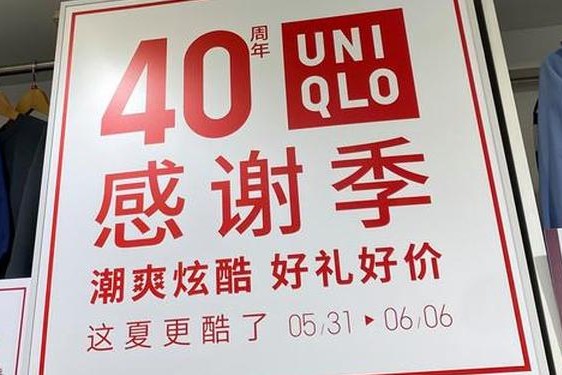 40周年
UNI
QLO
感谢季
潮爽炫酷 好礼好价
这夏更酷了 05/31 ▶ 06/06